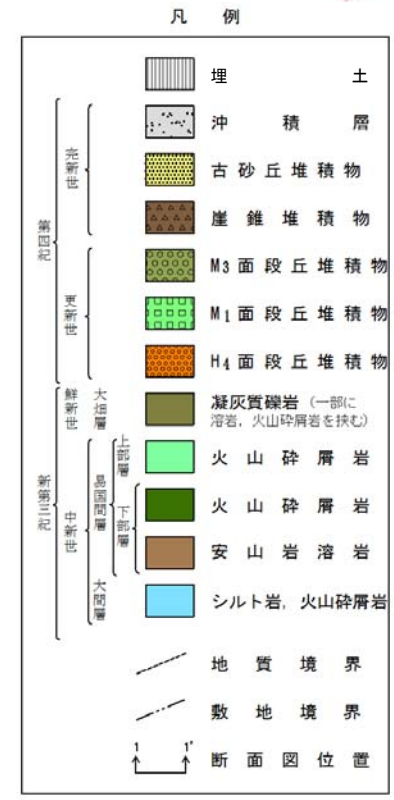 凡 例
埋 土
沖 積 層
古 砂 丘 堆 積 物
崖 錐 堆 積 物
M3 面 段 丘 堆 積 物
M1 面 段 丘 堆 積 物
H4 面 段 丘 堆 積 物
凝灰質礫岩（一部に
溶岩，火山砕屑岩を挟む）
火 山 砕 屑 岩
火 山 砕 屑 岩
安 山 岩 溶 岩
シルト岩，火山砕屑岩
地 質 境 界
敷 地 境 界
1 1'
断 面 図 位 置
第四紀
完新世
更新世
新第三紀
鮮新世
大畑層
中新世
易国間層
上部層
下部層
大間層